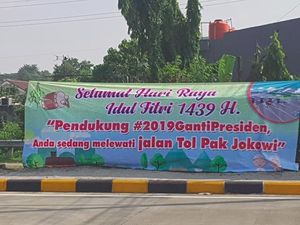 Selamat Hari Raya
Idul Fitri 1439 H.
"Pendukung #2019GantiPresiden,
Anda sedang melewati jalan Tol Pak Jokowi"